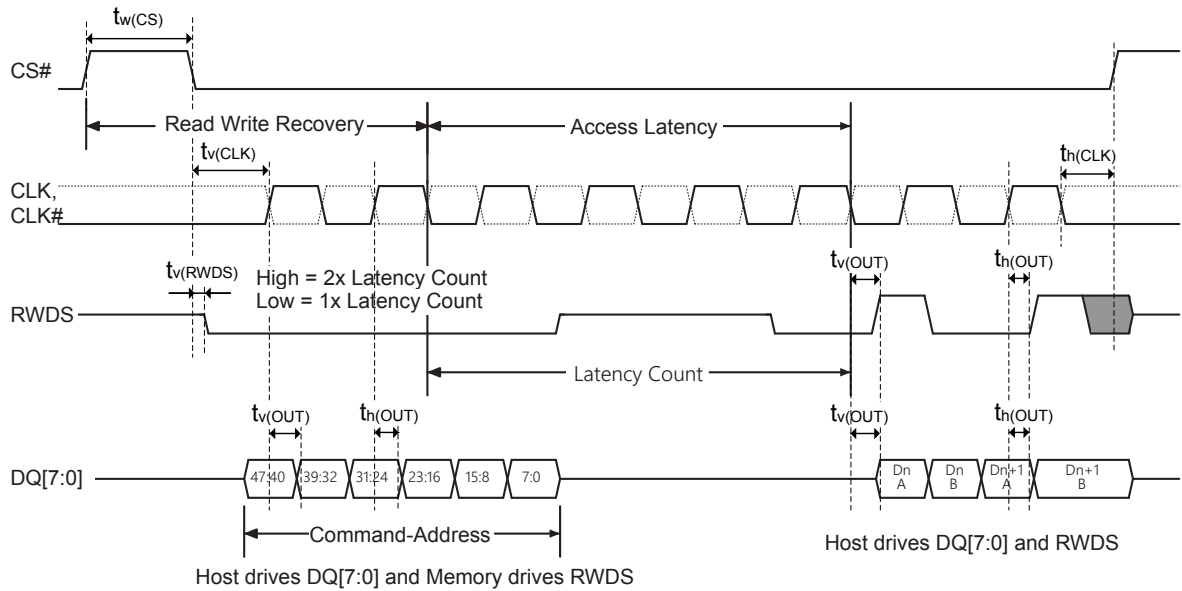 tw(CS)
CS#
Read Write Recovery
Access Latency
tv(CLK)
th(CLK)
CLK,
CLK#
tv(RWDS)
High = 2x Latency Count
Low = 1x Latency Count
tv(OUT)
th(OUT)
RWDS
Latency Count
tv(OUT)
th(OUT)
tv(OUT)
th(OUT)
DQ[7:0]
47:40
39:32
31:24
23:16
15:8
7:0
Dn
A
Dn
B
Dn+1
A
Dn+1
B
Command-Address
Host drives DQ[7:0] and RWDS
Host drives DQ[7:0] and Memory drives RWDS